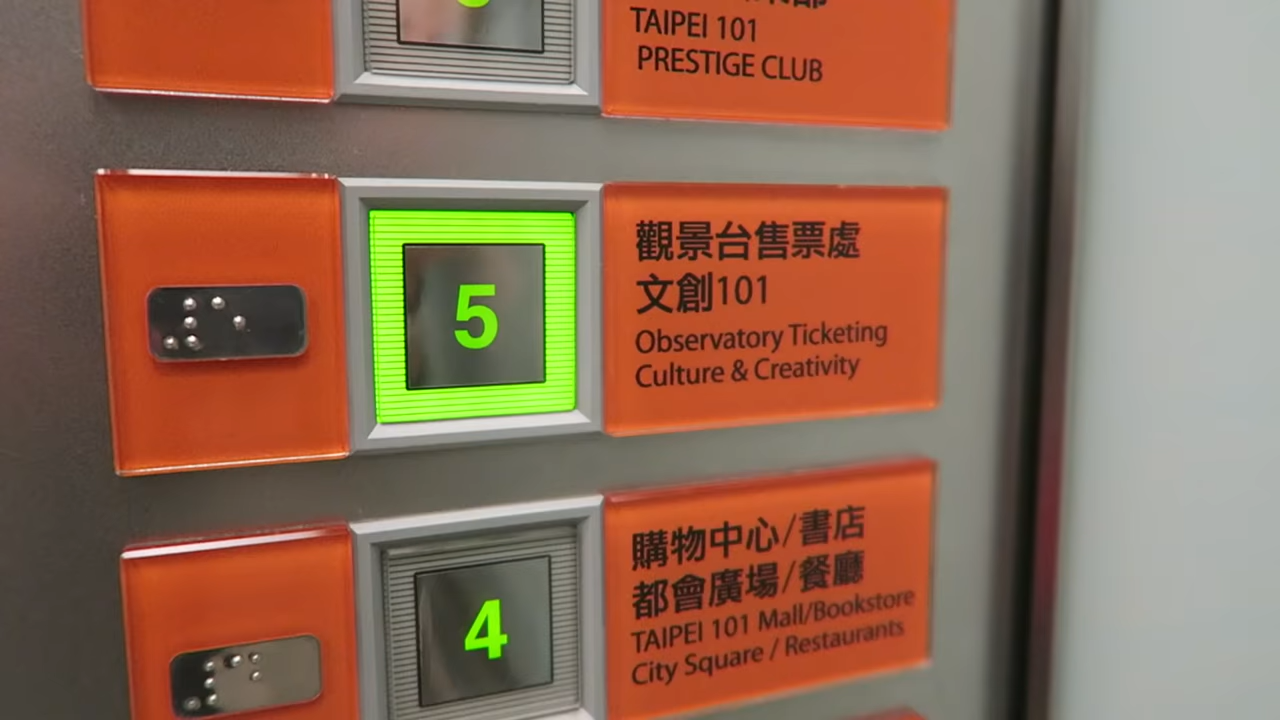 TAIPEI 101
PRESTIGE CLUB
5
觀景台售票處
文創101
Observatory Ticketing
Culture & Creativity
4
購物中心/書店
都會廣場/餐廳
TAIPEI 101 Mall/Bookstore
City Square / Restaurants